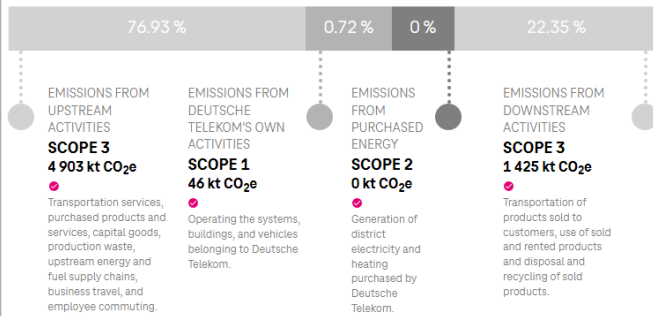 76.93 %
0.72 %
0 %
22.35 %
EMISSIONS FROM
UPSTREAM
ACTIVITIES
SCOPE 3
4 903 kt CO₂e
Transportation services,
purchased products and
services, capital goods,
production waste,
upstream energy and
fuel supply chains,
business travel, and
employee commuting.
EMISSIONS FROM
DEUTSCHE
TELEKOM'S OWN
ACTIVITIES
SCOPE 1
46 kt CO₂e
Operating the systems,
buildings, and vehicles
belonging to Deutsche
Telekom.
EMISSIONS
FROM
PURCHASED
ENERGY
SCOPE 2
0 kt CO₂e
Generation of
district
electricity and
heating
purchased by
Deutsche
Telekom.
EMISSIONS FROM
DOWNSTREAM
ACTIVITIES
SCOPE 3
1 425 kt CO₂e
Transportation of
products sold to
customers, use of sold
and rented products
and disposal and
recycling of sold
products.